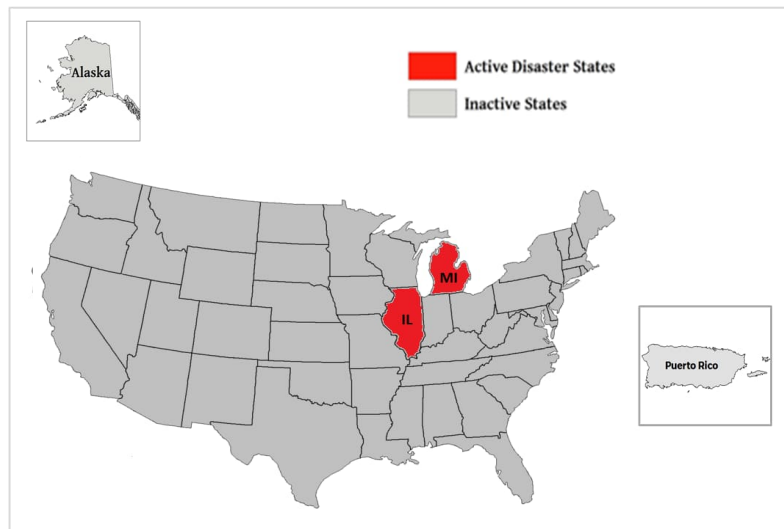 Alaska
Active Disaster States
Inactive States
MI
IL
Puerto Rico